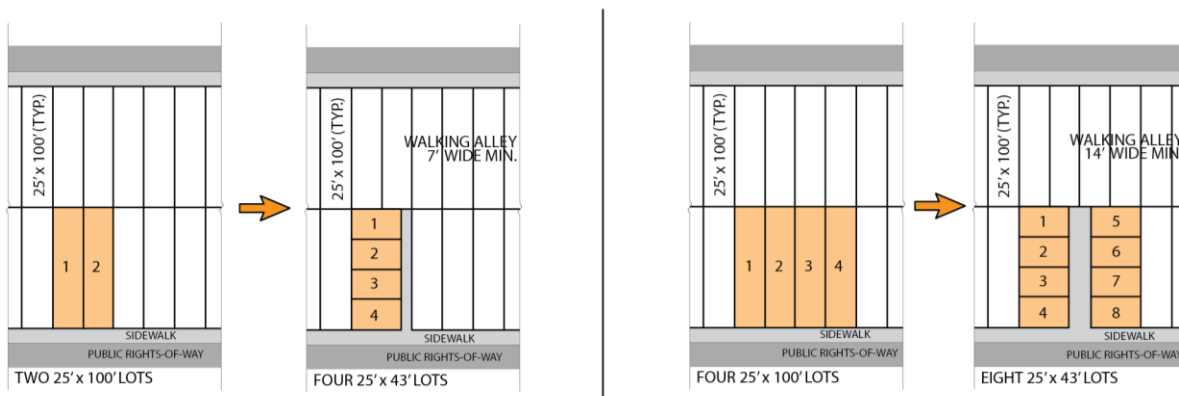 25' x 100' (TYP.)
1 2
SIDEWALK
PUBLIC RIGHTS-OF-WAY
TWO 25' x 100' LOTS
25' x 100' (TYP.)
WALKING ALLEY
7' WIDE MIN.
1
2
3
4
SIDEWALK
PUBLIC RIGHTS-OF-WAY
FOUR 25' x 43' LOTS
25' x 100' (TYP.)
1 2 3 4
SIDEWALK
PUBLIC RIGHTS-OF-WAY
FOUR 25' x 100' LOTS
25' x 100' (TYP.)
WALKING ALLEY
14' WIDE MIN
1 5
2 6
3 7
4 8
SIDEWALK
PUBLIC RIGHTS-OF-WAY
EIGHT 25' x 43' LOTS